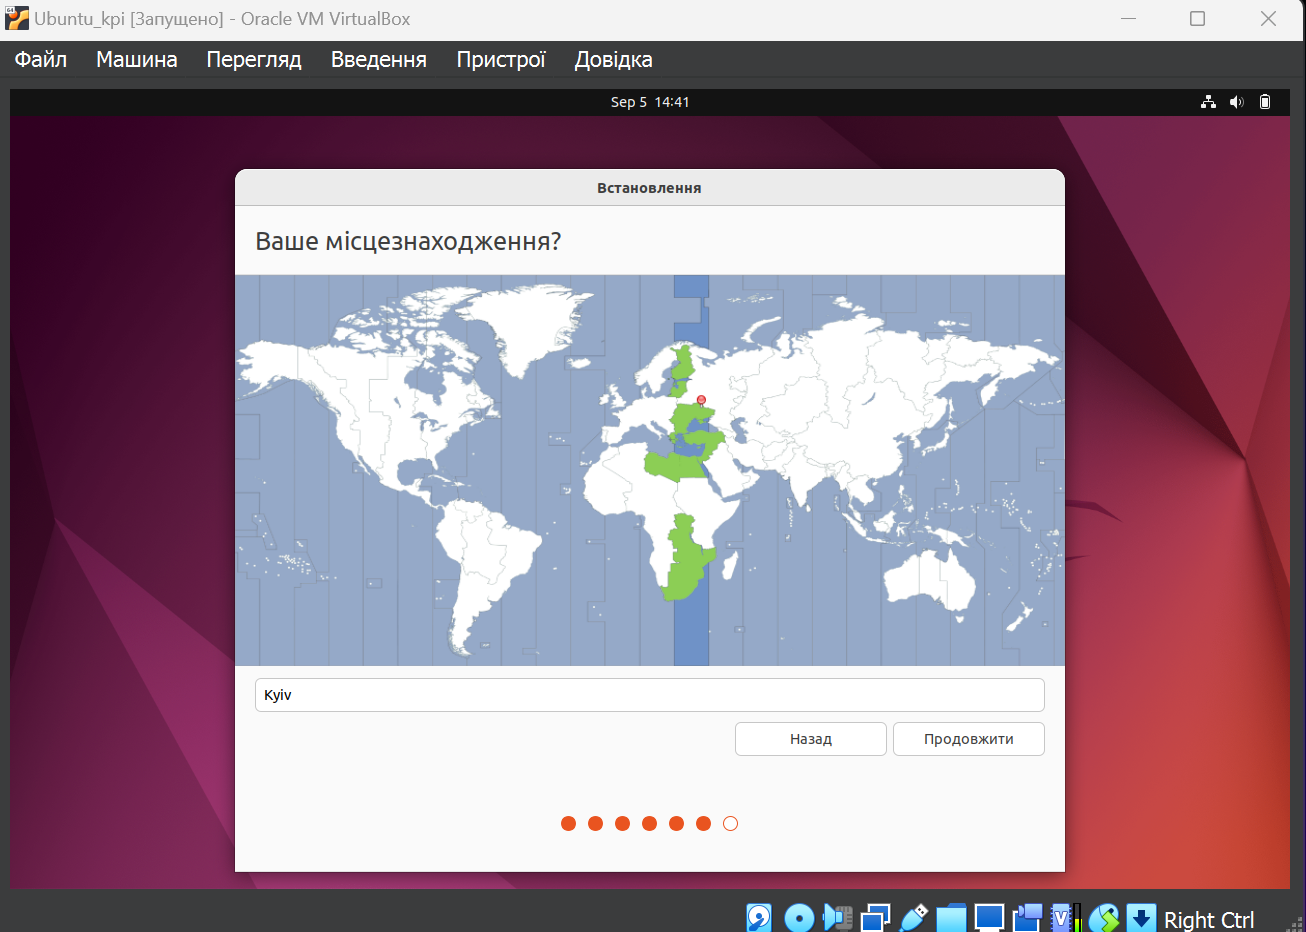 Ubuntu_kpi [Запущено] - Oracle VM VirtualBox
Файл Машина Перегляд Введення Пристрої Довідка
Sep 5 14:41
Встановлення
Ваше місцезнаходження?
Kyiv
Назад Продовжити
Right Ctrl